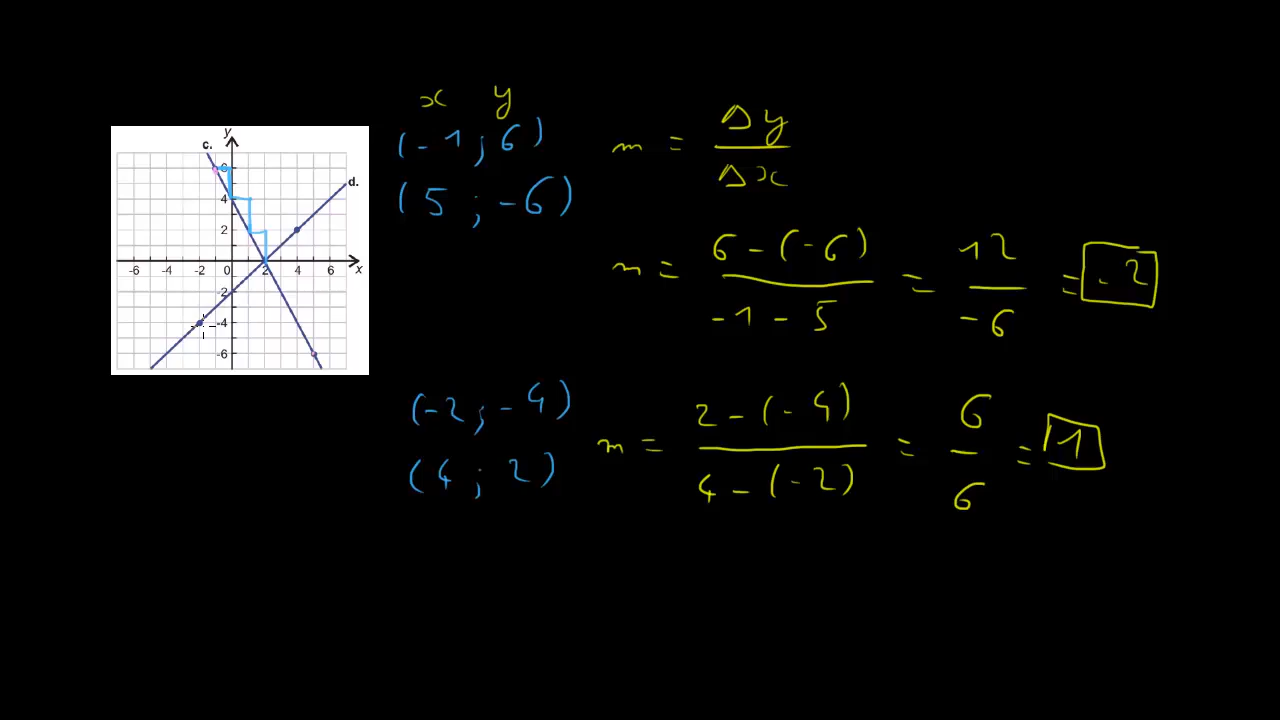 y
c.
d.
6
4
2
-6 -4 -2 0 2 4 6 x
-2
-4
-6
x y
(-1 ; 6)
(5 ; -6)
m = Δy / Δx
m = 6 - (-6) / -1 - 5 = 12 / -6 = -2
(-2 ; -4)
(4 ; 2)
m = 2 - (-4) / 4 - (-2) = 6 / 6 = 1